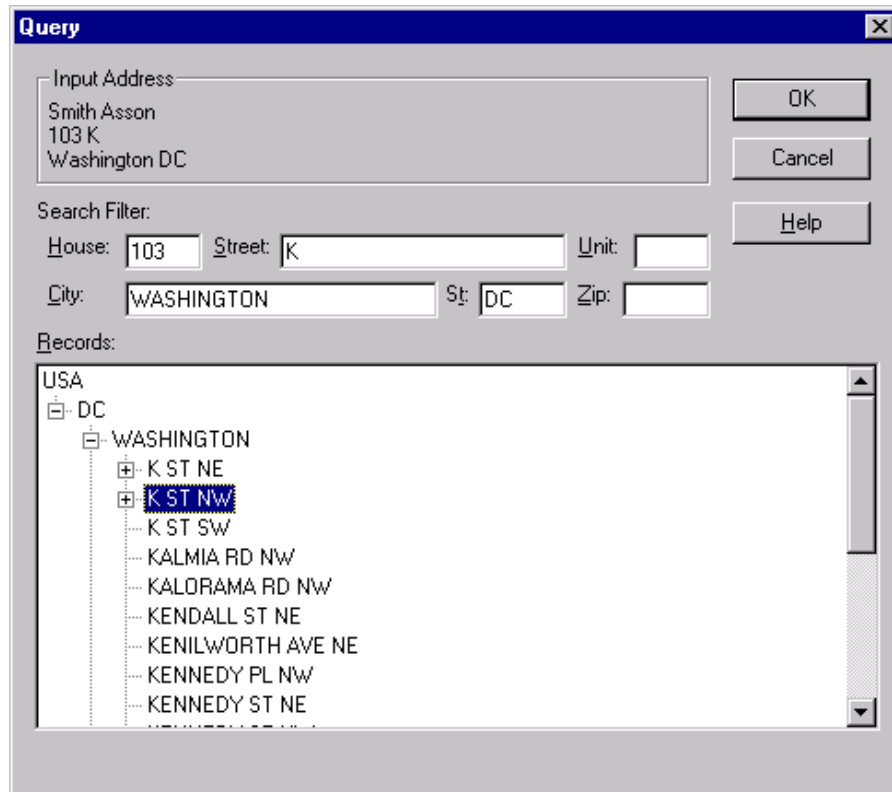 Query
Input Address
Smith Asson
103 K
Washington DC
OK
Cancel
Help
Search Filter:
House: 103 Street: K Unit:
City: WASHINGTON St: DC Zip:
Records:
USA
DC
WASHINGTON
K ST NE
K ST NW
K ST SW
KALMIA RD NW
KALORAMA RD NW
KENDALL ST NE
KENILWORTH AVE NE
KENNEDY PL NW
KENNEDY ST NE